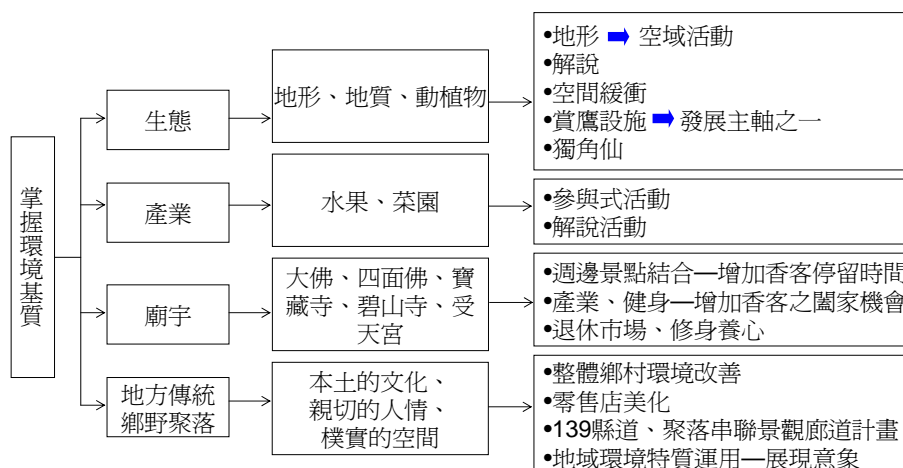 掌握環境基質
生態
地形、地質、動植物
•地形 ➡ 空域活動
•解說
•空間緩衝
•賞鷹設施 ➡ 發展主軸之一
•獨角仙
產業
水果、菜園
•參與式活動
•解說活動
廟宇
大佛、四面佛、寶
藏寺、碧山寺、受
天宮
•週邊景點結合—增加香客停留時間
•產業、健身—增加香客之闔家機會
•退休市場、修身養心
地方傳統
鄉野聚落
本土的文化、
親切的人情、
樸實的空間
•整體鄉村環境改善
•零售店美化
•139縣道、聚落串聯景觀廊道計畫
•地域環境特質運用—展現意象